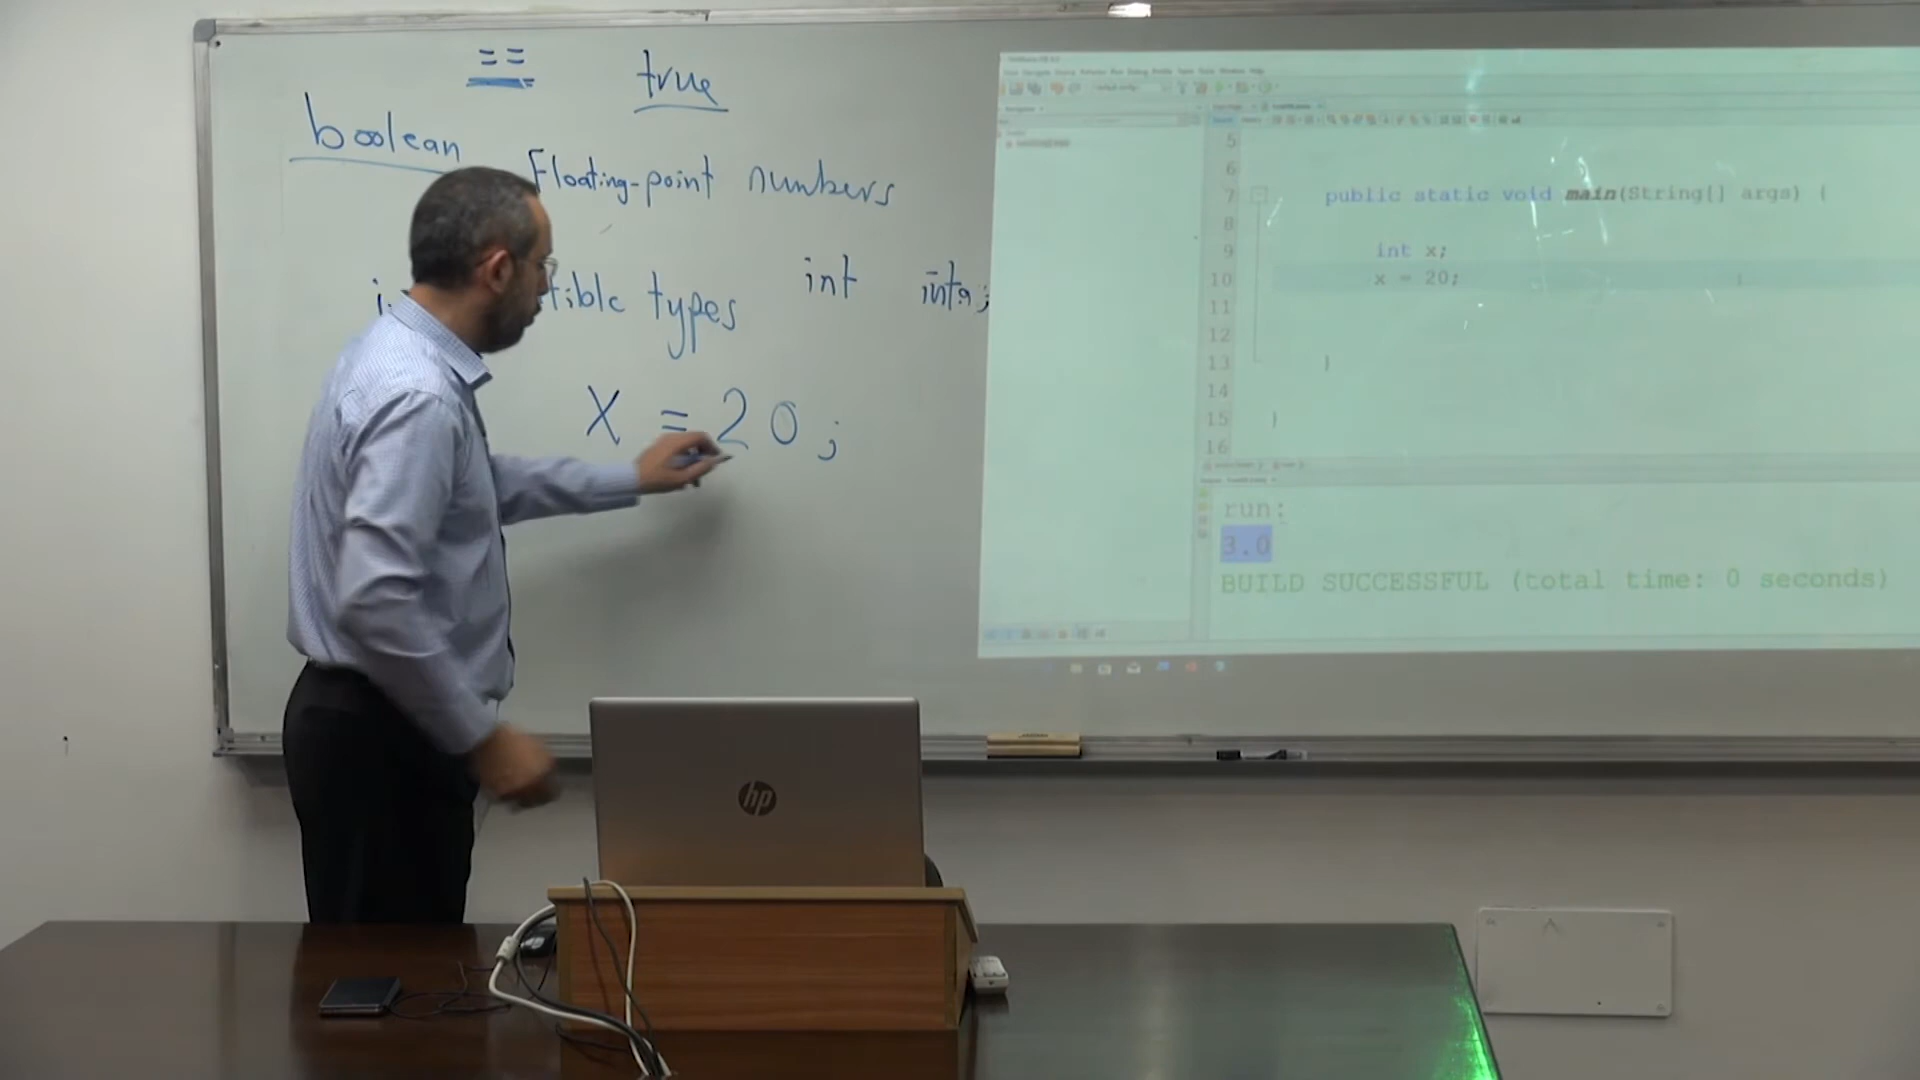 ==
true
boolean
Floating-point numbers
tible types
int
int a;
X = 20;
5
6
7 public static void main(String[] args) {
8
9 int x;
10 x = 20;
11
12
13 }
14
15 }
16
run:
3.0
BUILD SUCCESSFUL (total time: 0 seconds)
hp